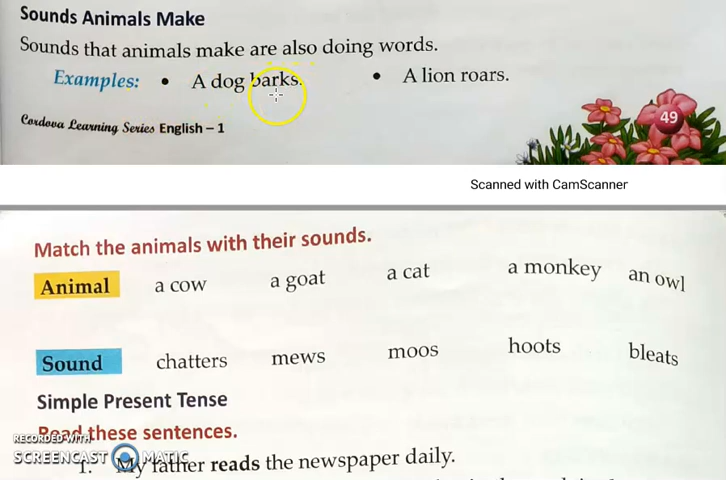 Sounds Animals Make
Sounds that animals make are also doing words.
Examples: • A dog barks. • A lion roars.
Cordova Learning Series English – 1
49
Scanned with CamScanner
Match the animals with their sounds.
Animal a cow a goat a cat a monkey an owl
Sound chatters mews moos hoots bleats
Simple Present Tense
Read these sentences.
RECORDED WITH
SCREENCAST MATIC
1. My father reads the newspaper daily.